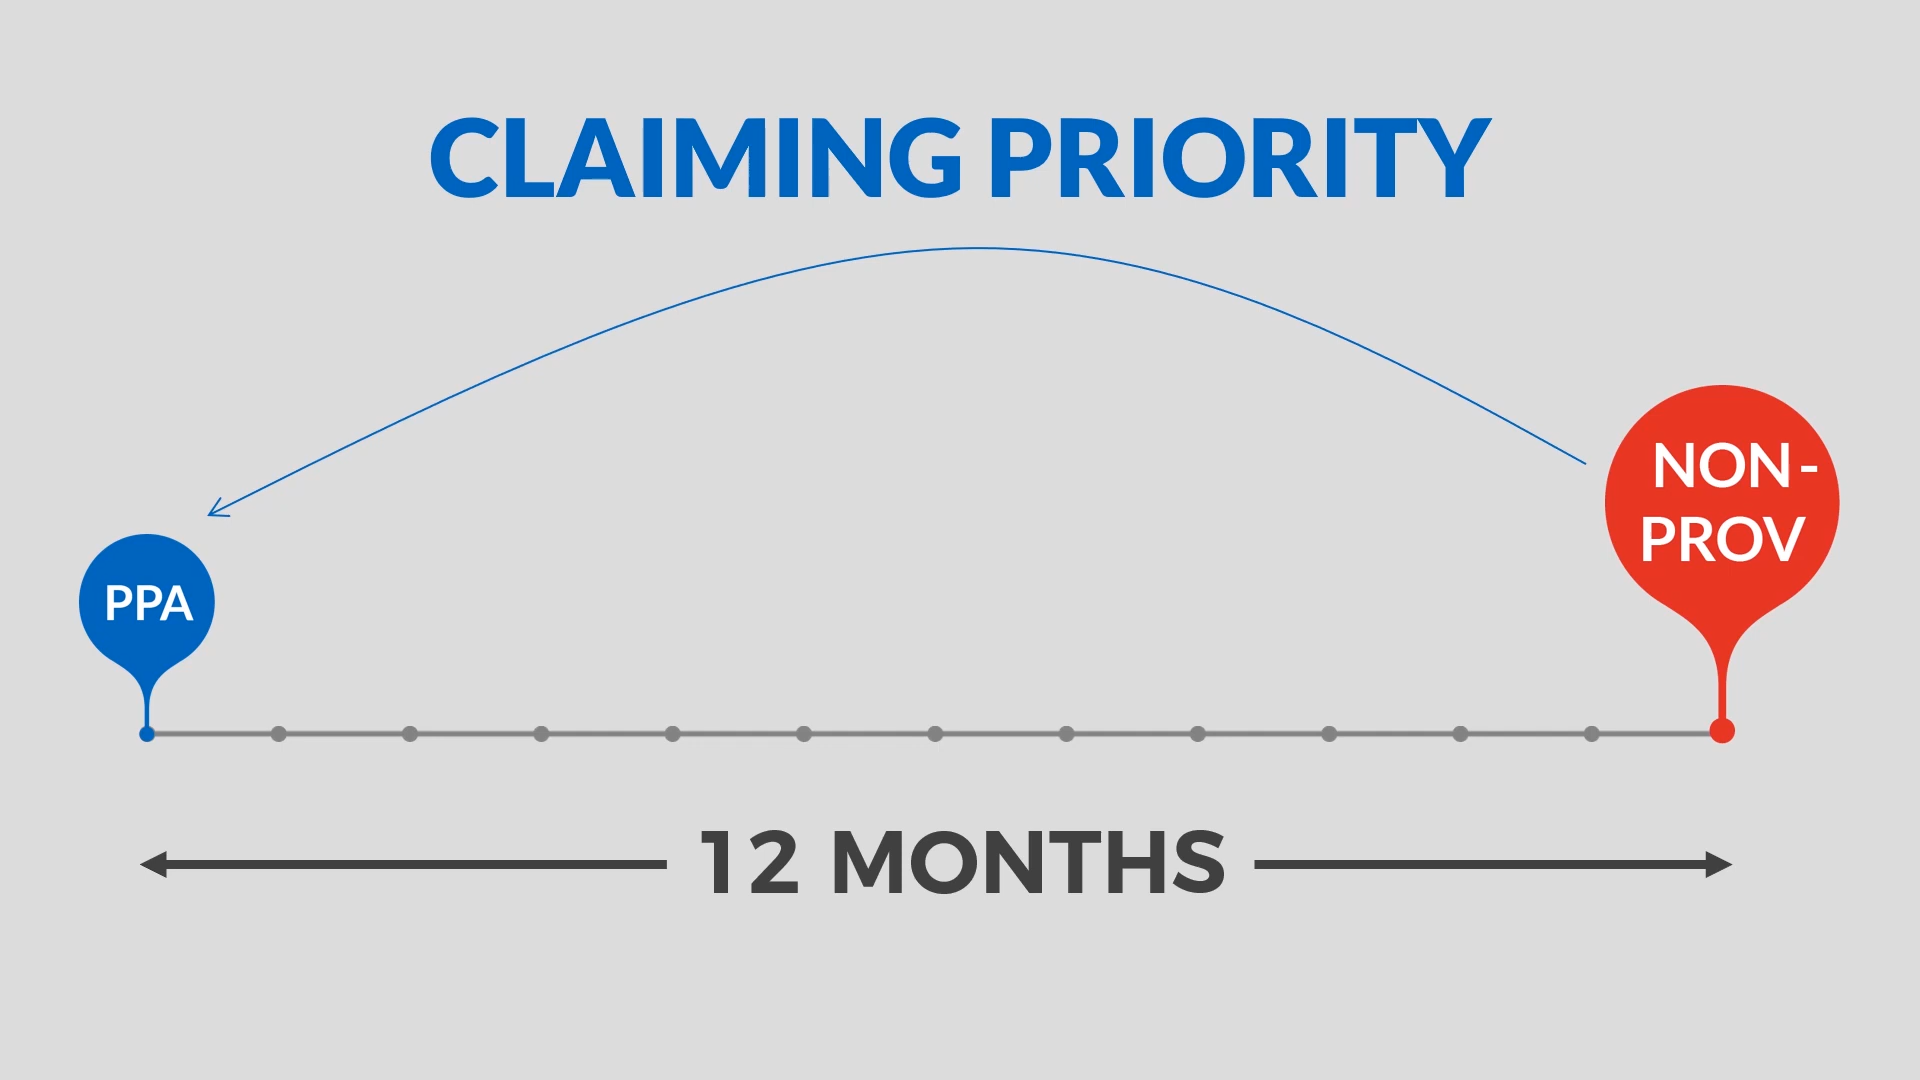 CLAIMING PRIORITY
NON-
PROV
PPA
12 MONTHS